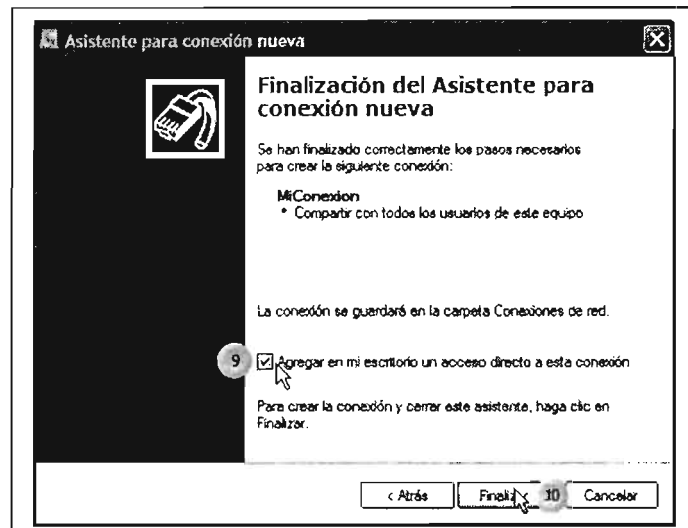 Asistente para conexión nueva
Finalización del Asistente para
conexión nueva
Se han finalizado correctamente los pasos necesarios
para crear la siguiente conexión:
MiConexion
* Compartir con todos los usuarios de este equipo
La conexión se guardará en la carpeta Conexiones de red.
9 Agregar en mi escritorio un acceso directo a esta conexión
Para crear la conexión y cerrar este asistente, haga clic en
Finalizar.
< Atrás Finaliz 10 Cancelar